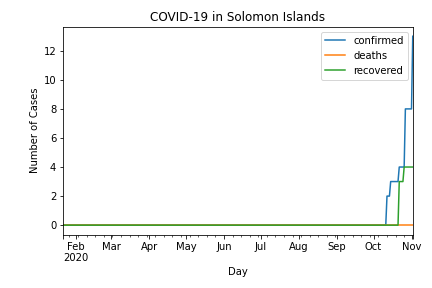 COVID-19 in Solomon Islands
confirmed
deaths
recovered
12
10
8
6
4
2
0
Number of Cases
Feb Mar Apr May Jun Jul Aug Sep Oct Nov
2020
Day